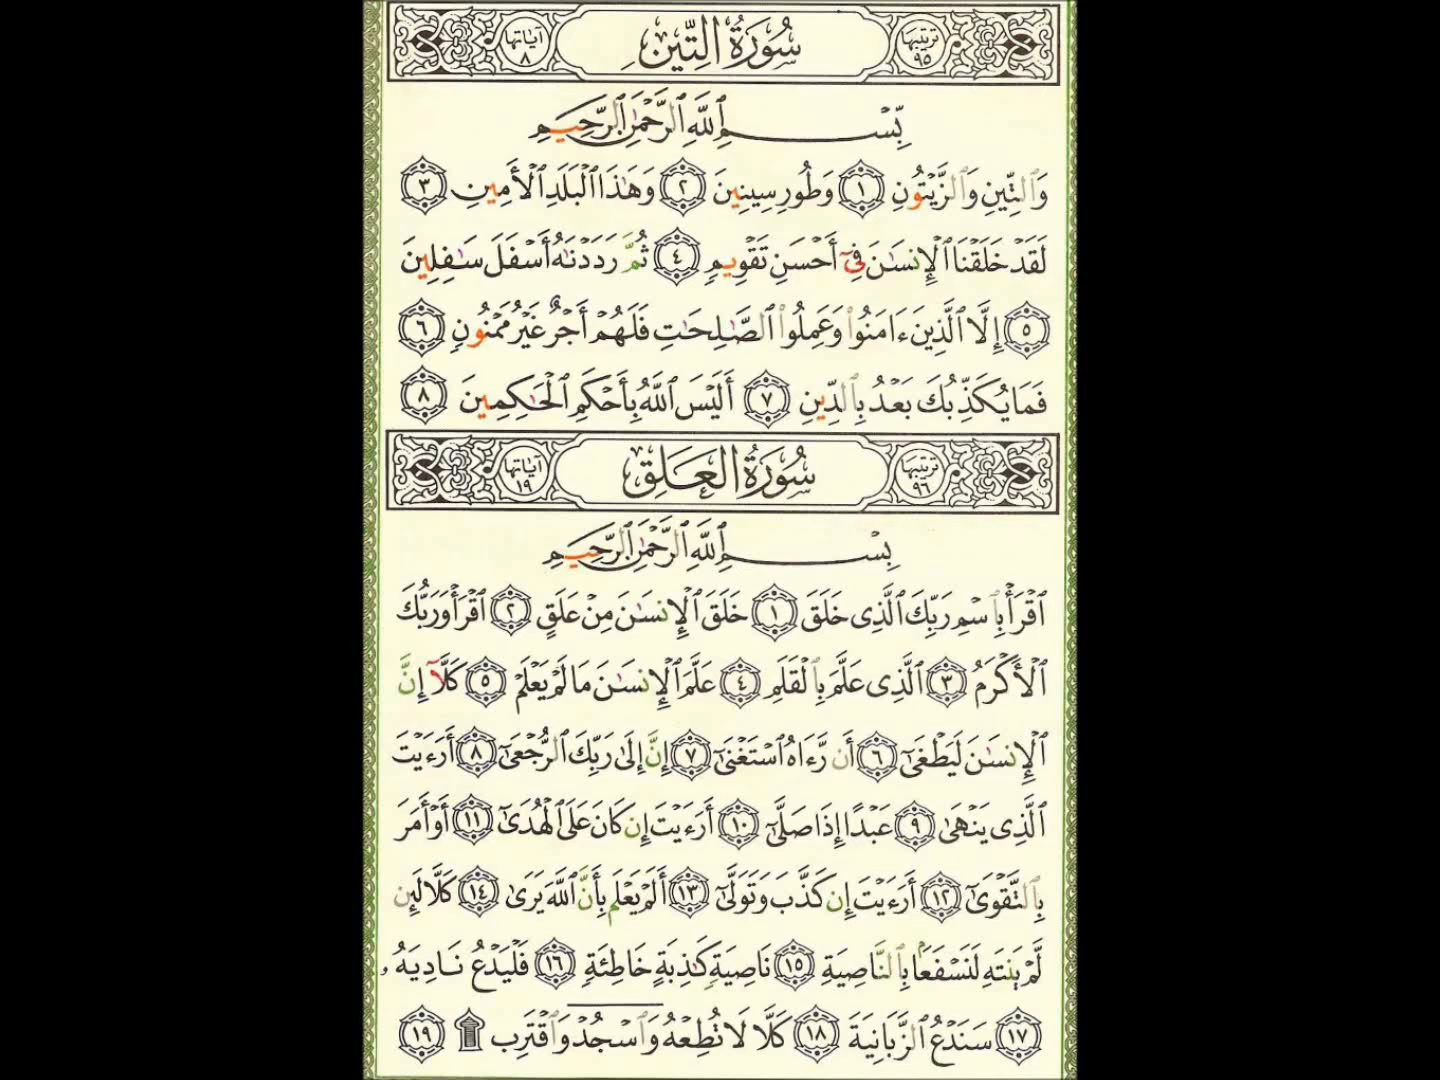 ترتيبها ٩٥ سُورَةُ التِّينِ آياتها ٨
بِّسْمِ ٱللَّهِ ٱلرَّحْمَٰنِ ٱلرَّحِيمِ
وَٱلتِّينِ وَٱلزَّيْتُونِ ١ وَطُورِ سِينِينَ ٢ وَهَٰذَا ٱلْبَلَدِ ٱلْأَمِينِ ٣
لَقَدْ خَلَقْنَا ٱلْإِنسَٰنَ فِىٓ أَحْسَنِ تَقْوِيمٍ ٤ ثُمَّ رَدَدْنَٰهُ أَسْفَلَ سَٰفِلِينَ
٥ إِلَّا ٱلَّذِينَ ءَامَنُوا۟ وَعَمِلُوا۟ ٱلصَّٰلِحَٰتِ فَلَهُمْ أَجْرٌ غَيْرُ مَمْنُونٍ ٦
فَمَا يُكَذِّبُكَ بَعْدُ بِٱلدِّينِ ٧ أَلَيْسَ ٱللَّهُ بِأَحْكَمِ ٱلْحَٰكِمِينَ ٨
ترتيبها ٩٦ سُورَةُ العَلَقِ آياتها ١٩
بِسْمِ ٱللَّهِ ٱلرَّحْمَٰنِ ٱلرَّحِيمِ
ٱقْرَأْ بِٱسْمِ رَبِّكَ ٱلَّذِى خَلَقَ ١ خَلَقَ ٱلْإِنسَٰنَ مِنْ عَلَقٍ ٢ ٱقْرَأْ وَرَبُّكَ
ٱلْأَكْرَمُ ٣ ٱلَّذِى عَلَّمَ بِٱلْقَلَمِ ٤ عَلَّمَ ٱلْإِنسَٰنَ مَا لَمْ يَعْلَمْ ٥ كَلَّآ إِنَّ
ٱلْإِنسَٰنَ لَيَطْغَىٰٓ ٦ أَن رَّءَاهُ ٱسْتَغْنَىٰٓ ٧ إِنَّ إِلَىٰ رَبِّكَ ٱلرُّجْعَىٰٓ ٨ أَرَءَيْتَ
ٱلَّذِى يَنْهَىٰ ٩ عَبْدًا إِذَا صَلَّىٰٓ ١٠ أَرَءَيْتَ إِن كَانَ عَلَى ٱلْهُدَىٰٓ ١١ أَوْ أَمَرَ
بِٱلتَّقْوَىٰٓ ١٢ أَرَءَيْتَ إِن كَذَّبَ وَتَوَلَّىٰٓ ١٣ أَلَمْ يَعْلَم بِأَنَّ ٱللَّهَ يَرَىٰ ١٤ كَلَّا لَئِن
لَّمْ يَنتَهِ لَنَسْفَعًۢا بِٱلنَّاصِيَةِ ١٥ نَاصِيَةٍ كَٰذِبَةٍ خَاطِئَةٍ ١٦ فَلْيَدْعُ نَادِيَهُۥ
١٧ سَنَدْعُ ٱلزَّبَانِيَةَ ١٨ كَلَّا لَا تُطِعْهُ وَٱسْجُدْ وَٱقْتَرِب ۩ ١٩